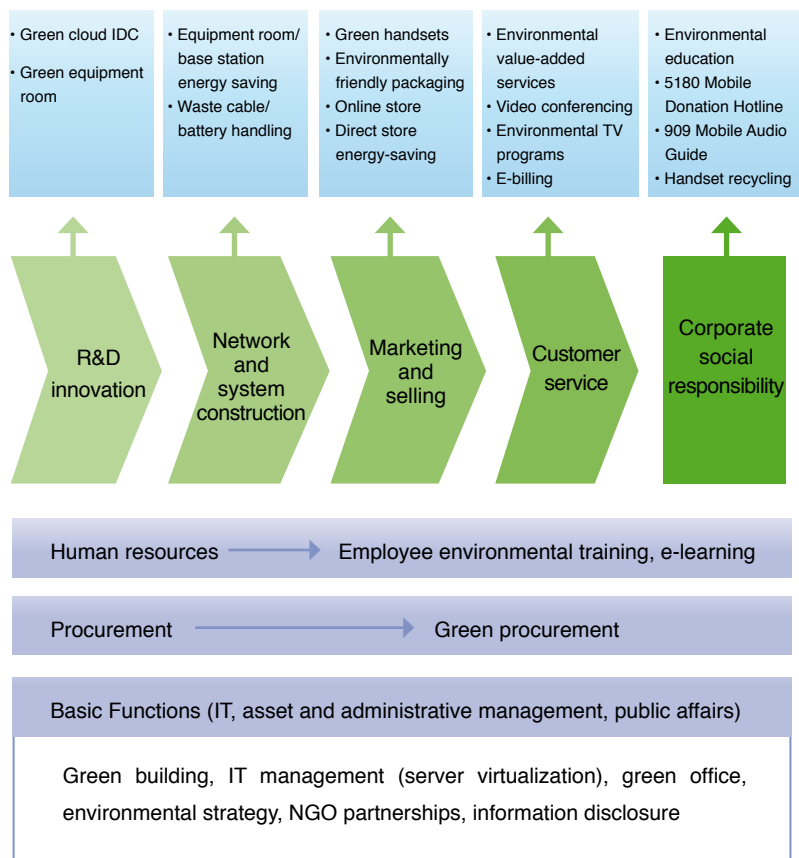 • Green cloud IDC
• Green equipment
room
• Equipment room/
base station
energy saving
• Waste cable/
battery handling
• Green handsets
• Environmentally
friendly packaging
• Online store
• Direct store
energy-saving
• Environmental
value-added
services
• Video conferencing
• Environmental TV
programs
• E-billing
• Environmental
education
• 5180 Mobile
Donation Hotline
• 909 Mobile Audio
Guide
• Handset recycling
R&D
innovation
Network
and
system
construction
Marketing
and
selling
Customer
service
Corporate
social
responsibility
Human resources
Employee environmental training, e-learning
Procurement
Green procurement
Basic Functions (IT, asset and administrative management, public affairs)
Green building, IT management (server virtualization), green office,
environmental strategy, NGO partnerships, information disclosure